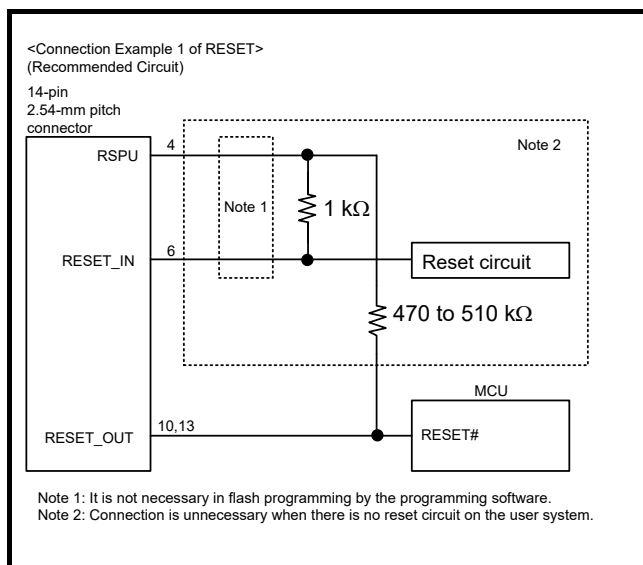 <Connection Example 1 of RESET>
(Recommended Circuit)
14-pin
2.54-mm pitch
connector
RSPU
4
Note 2
Note 1
1 kΩ
RESET_IN
6
Reset circuit
470 to 510 kΩ
MCU
RESET_OUT
10,13
RESET#
Note 1: It is not necessary in flash programming by the programming software.
Note 2: Connection is unnecessary when there is no reset circuit on the user system.